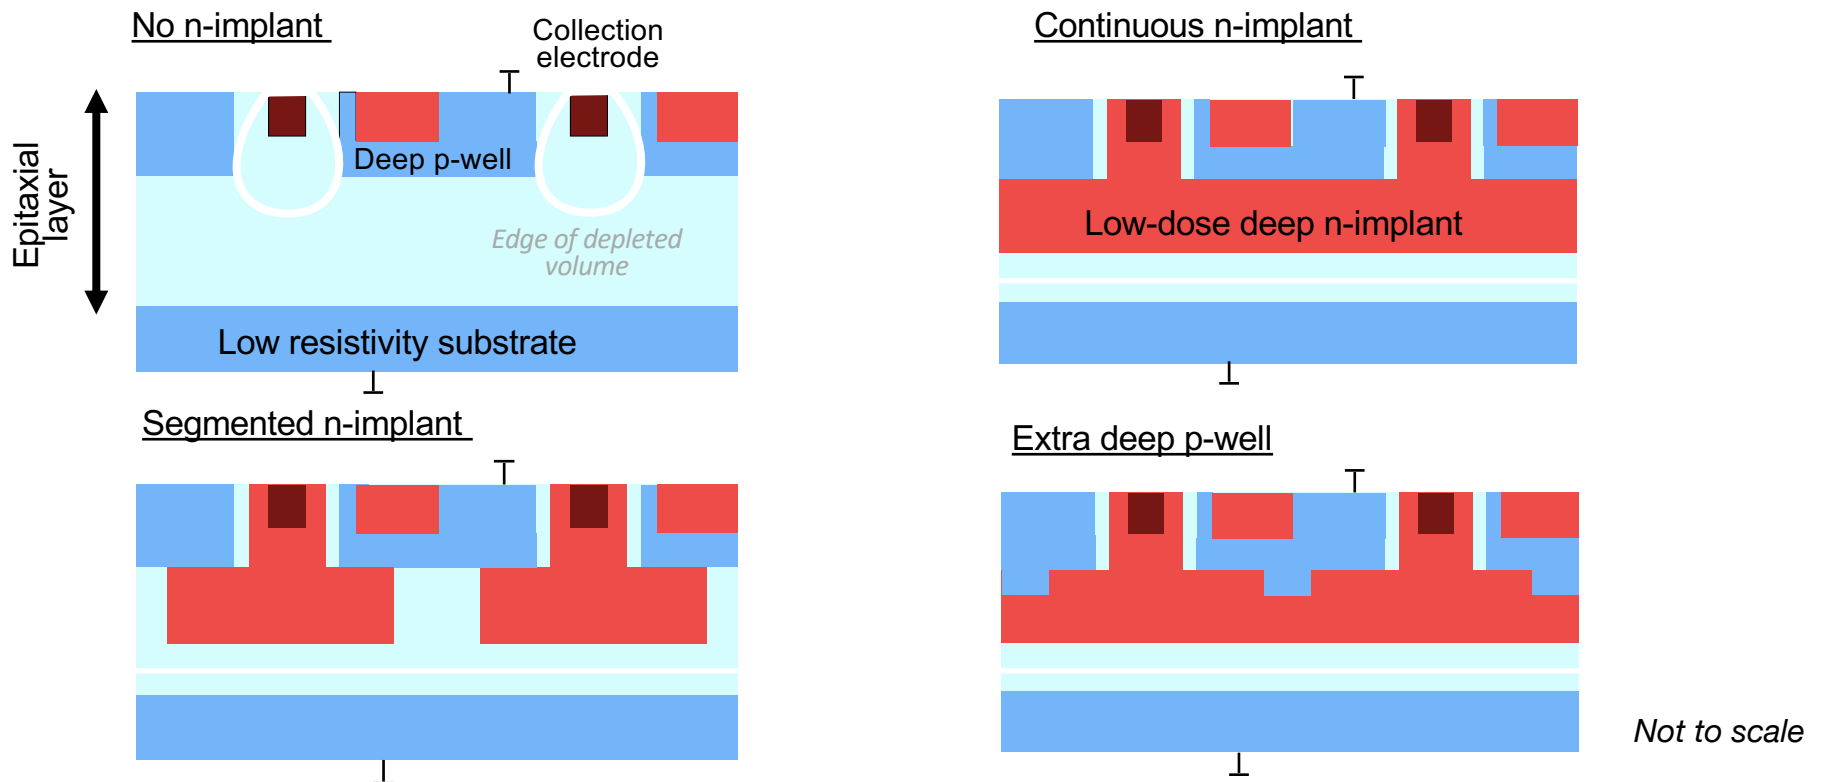 No n-implant
Collection
electrode
Continuous n-implant
Epitaxial
layer
Deep p-well
Edge of depleted
volume
Low-dose deep n-implant
Low resistivity substrate
Segmented n-implant
Extra deep p-well
Not to scale